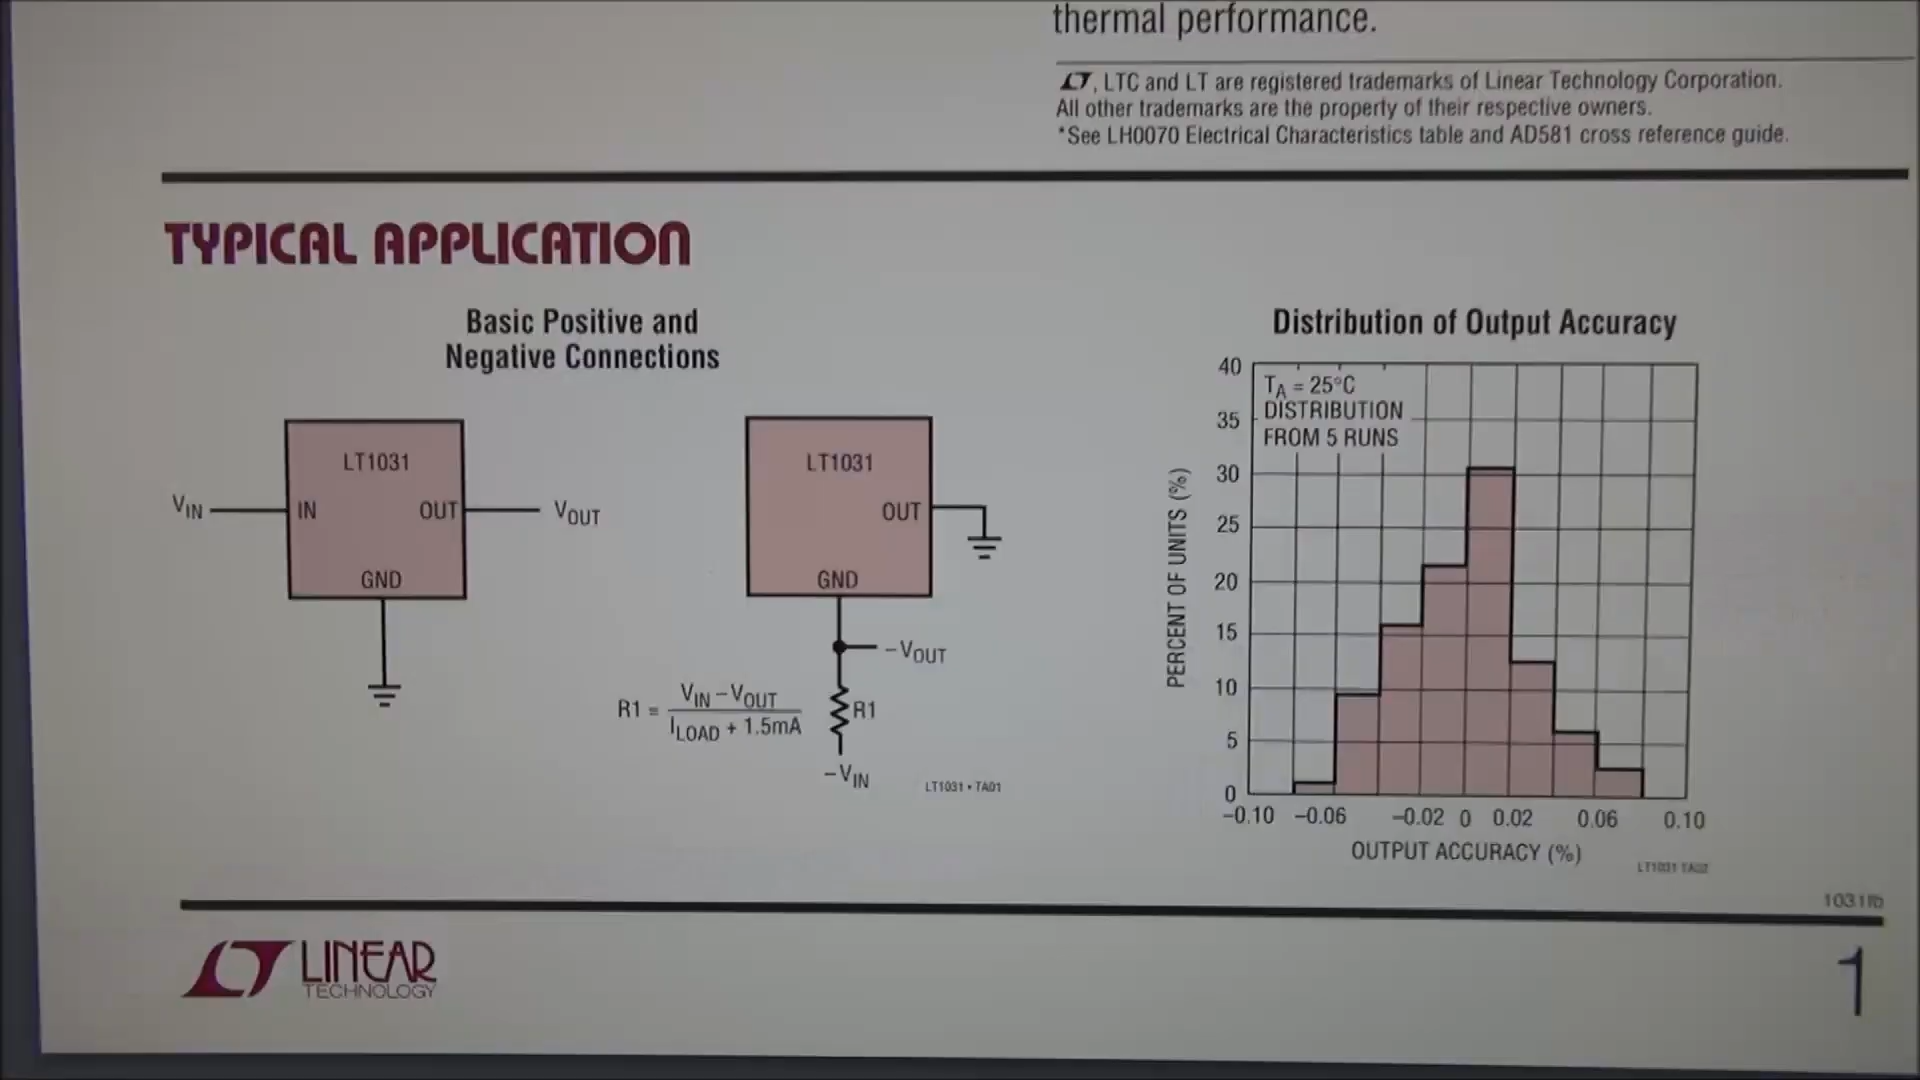 thermal performance.
LT, LTC and LT are registered trademarks of Linear Technology Corporation.
All other trademarks are the property of their respective owners.
*See LH0070 Electrical Characteristics table and AD581 cross reference guide.
TYPICAL APPLICATION
Basic Positive and
Negative Connections
LT1031
VIN
IN
OUT
VOUT
GND
LT1031
OUT
GND
–VOUT
R1 = VIN – VOUT
ILOAD + 1.5mA
R1
–VIN
LT1031 • TA01
Distribution of Output Accuracy
TA = 25°C
DISTRIBUTION
FROM 5 RUNS
PERCENT OF UNITS (%)
40
35
30
25
20
15
10
5
0
–0.10 –0.06 –0.02 0 0.02 0.06 0.10
OUTPUT ACCURACY (%)
LT1031 TA02
1031fb
LT LINEAR
TECHNOLOGY
1